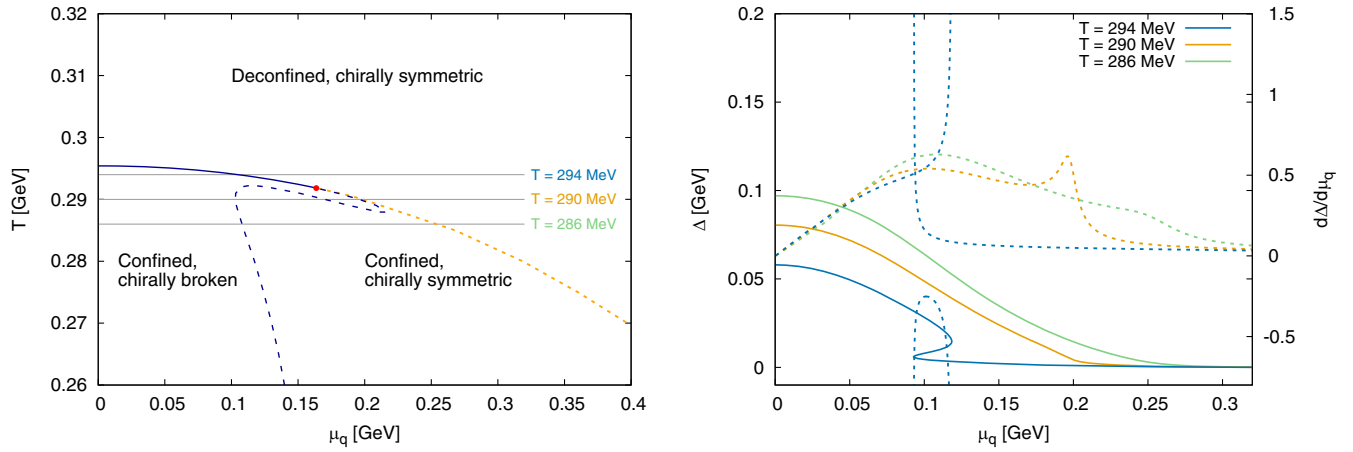 0.32
0.31
0.3
0.29
0.28
0.27
0.26
T [GeV]
Deconfined, chirally symmetric
T = 294 MeV
T = 290 MeV
T = 286 MeV
Confined,
chirally broken
Confined,
chirally symmetric
0 0.05 0.1 0.15 0.2 0.25 0.3 0.35 0.4
μq [GeV]
0.2
0.15
0.1
0.05
0
Δ [GeV]
T = 294 MeV
T = 290 MeV
T = 286 MeV
1.5
1
0.5
0
-0.5
dΔ/dμq
0 0.05 0.1 0.15 0.2 0.25 0.3
μq [GeV]